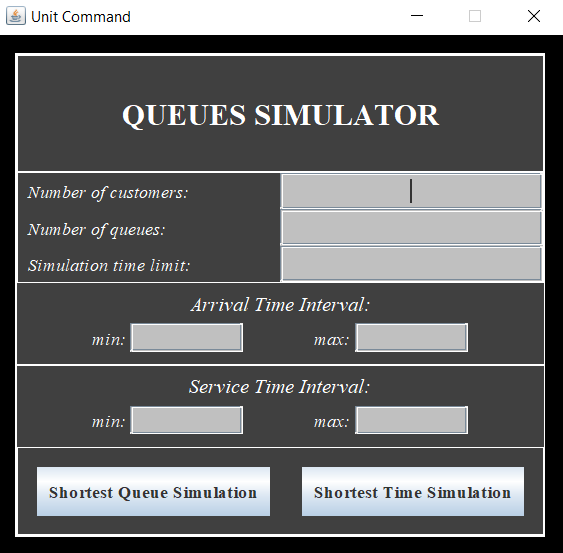 Unit Command
QUEUES SIMULATOR
Number of customers:
Number of queues:
Simulation time limit:
Arrival Time Interval:
min: max:
Service Time Interval:
min: max:
Shortest Queue Simulation Shortest Time Simulation